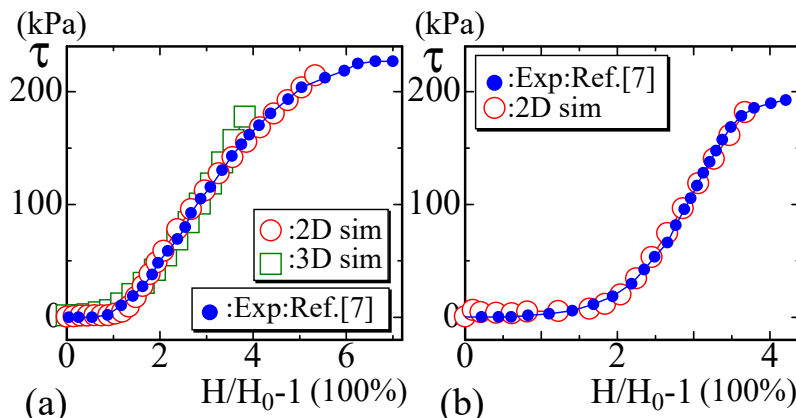 (kPa)
τ
200
100
0
0 2 4 6
:2D sim
:3D sim
:Exp:Ref.[7]
(a)
H/H₀-1 (100%)
(kPa)
τ
200
100
0
0 2 4
:Exp:Ref.[7]
:2D sim
(b)
H/H₀-1 (100%)